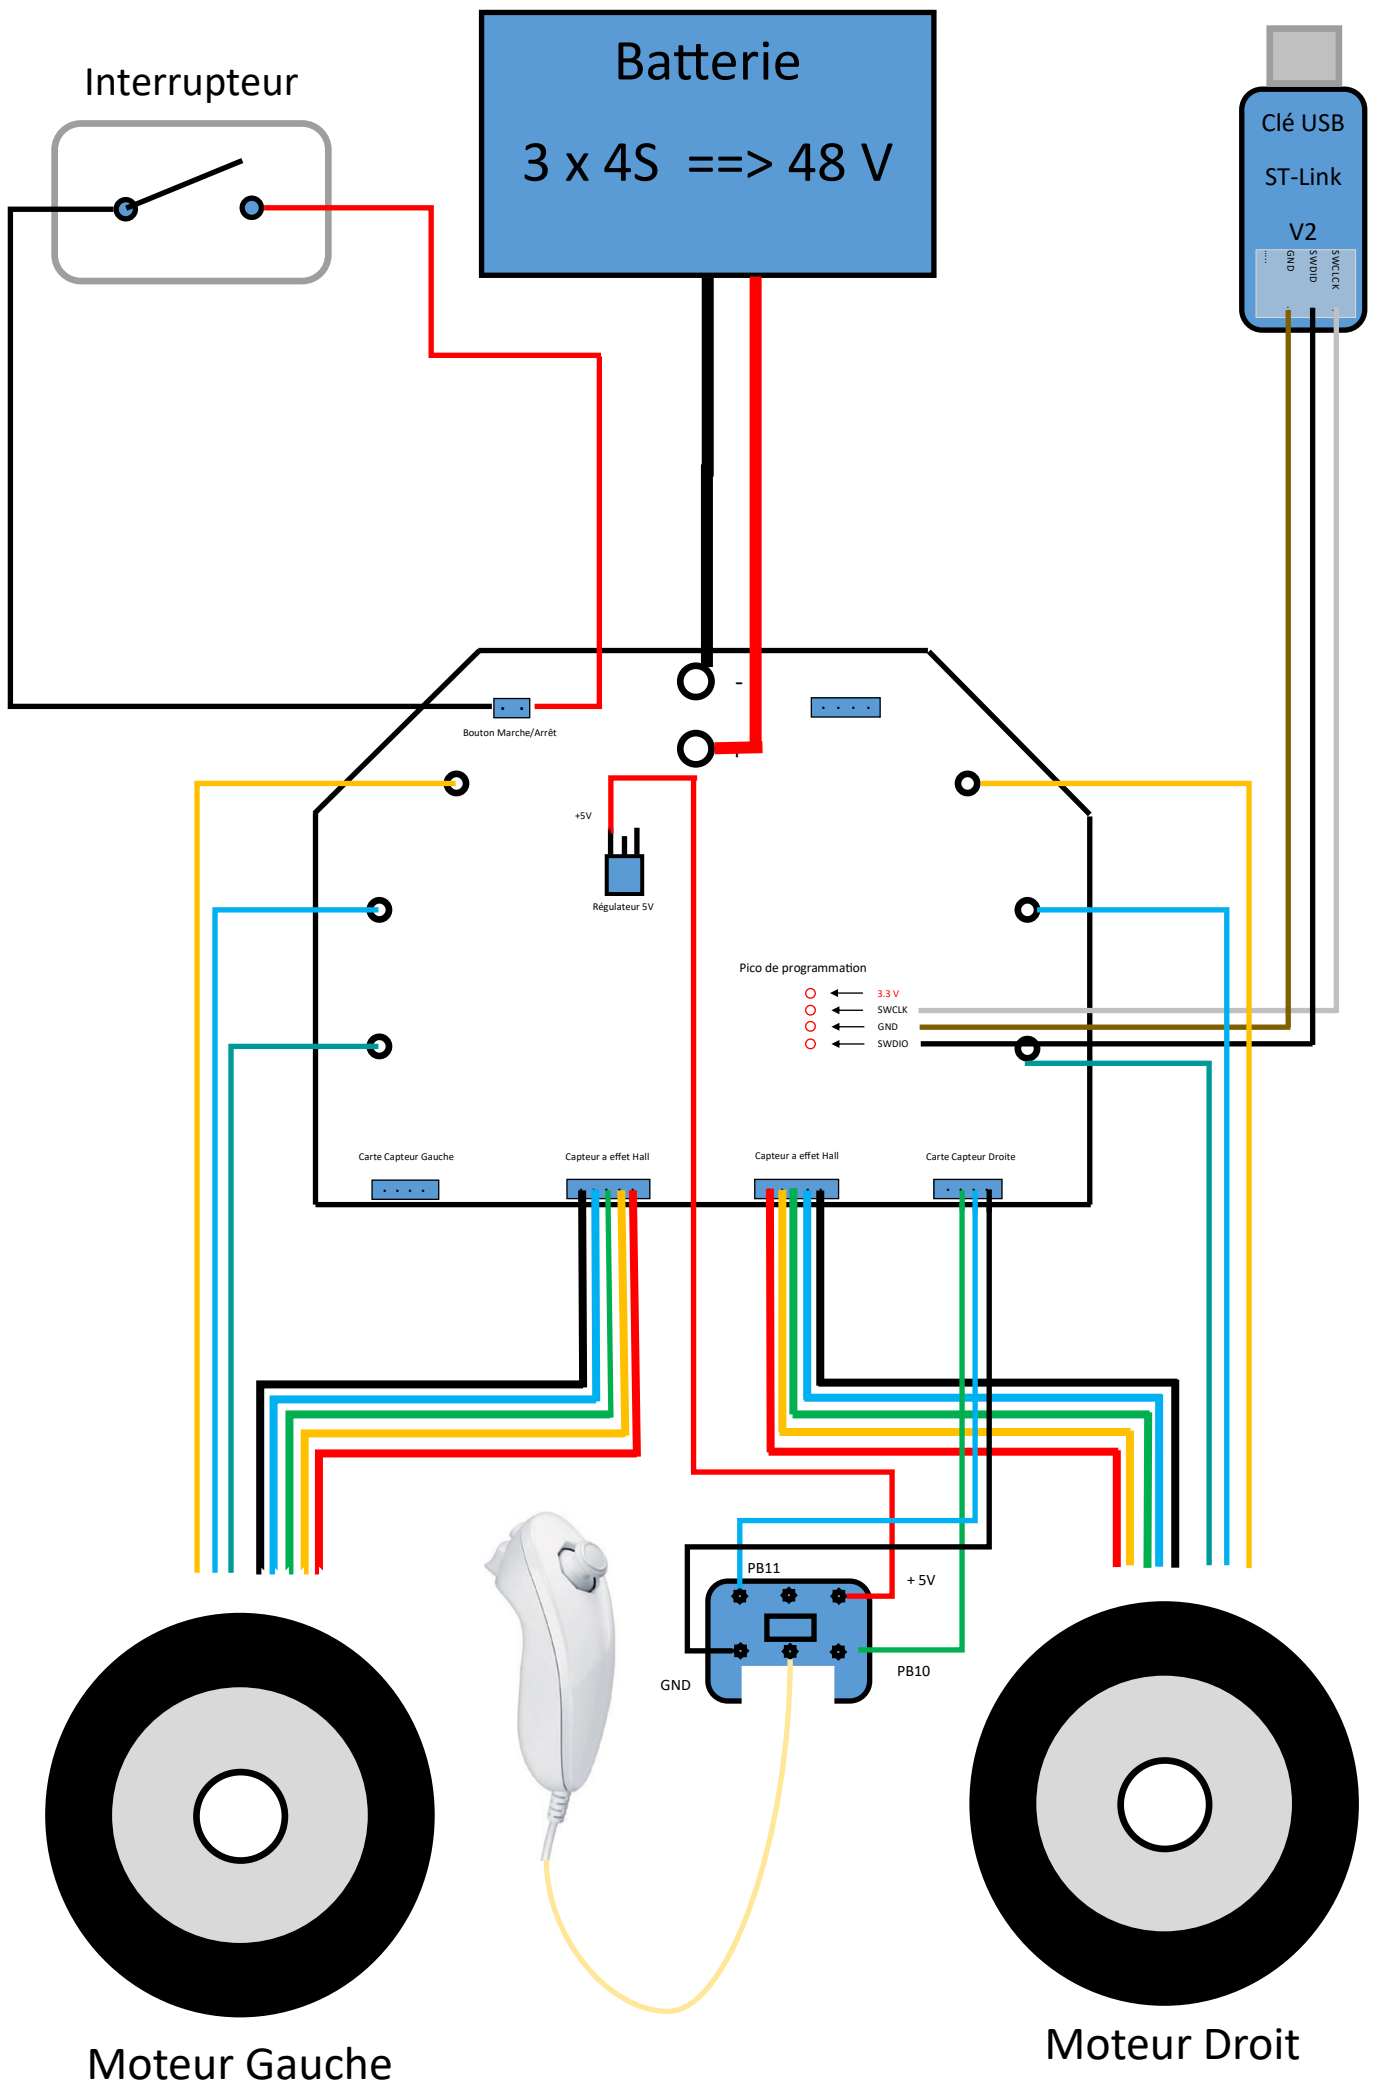 Interrupteur
Batterie
3 x 4S ==> 48 V
Clé USB
ST-Link
V2
.....
GND
SWDID
SWCLCK
-
Bouton Marche/Arrêt
+5V
Régulateur 5V
Pico de programmation
3.3 V
SWCLK
GND
SWDIO
Carte Capteur Gauche
Capteur a effet Hall
Capteur a effet Hall
Carte Capteur Droite
PB11
+ 5V
GND
PB10
Moteur Gauche
Moteur Droit